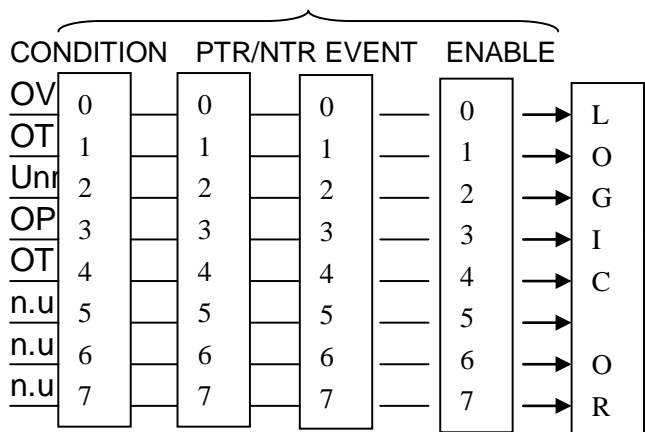 CONDITION PTR/NTR EVENT ENABLE
OV 0 0 0 0 L
OT 1 1 1 1 O
2 2 2 2 G
OP 3 3 3 3 I
OT 4 4 4 4 C
n.u 5 5 5 5
n.u 6 6 6 6 O
n.u 7 7 7 7 R